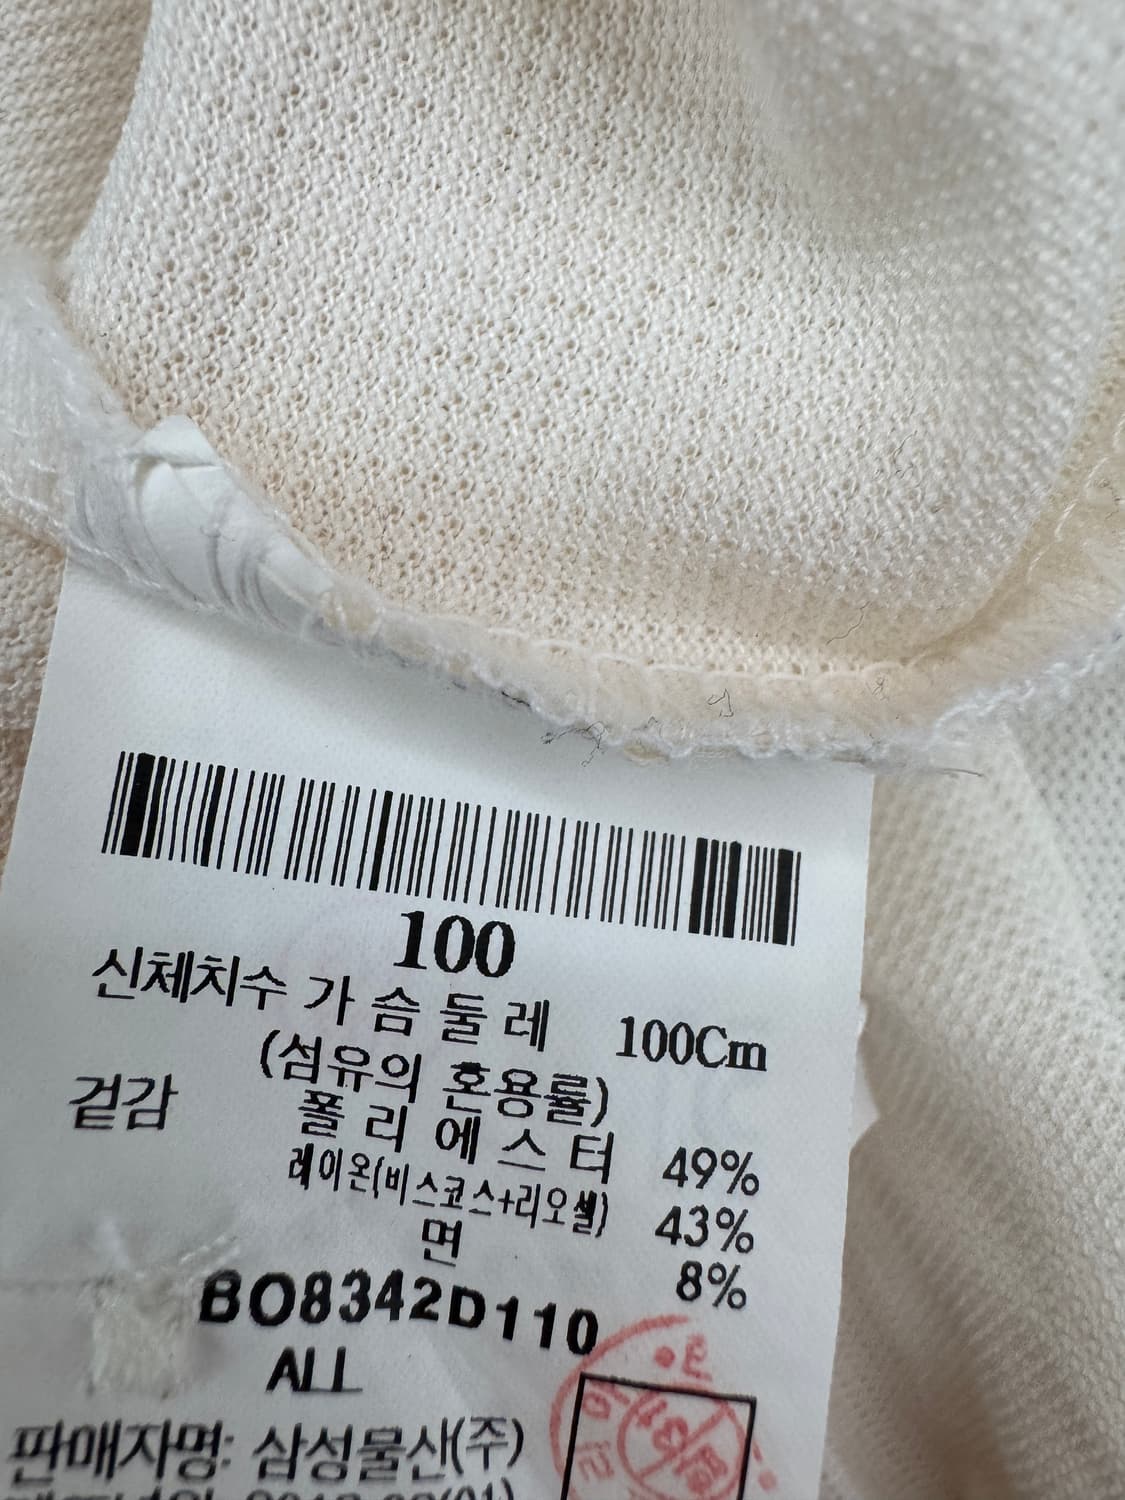 100
신체치수 가슴둘레 100Cm
(섬유의 혼용률)
겉감 폴리에스터 49%
레이온(비스코스+리오셀) 43%
면 8%
BO8342D110
ALL
판매자명: 삼성물산(주)